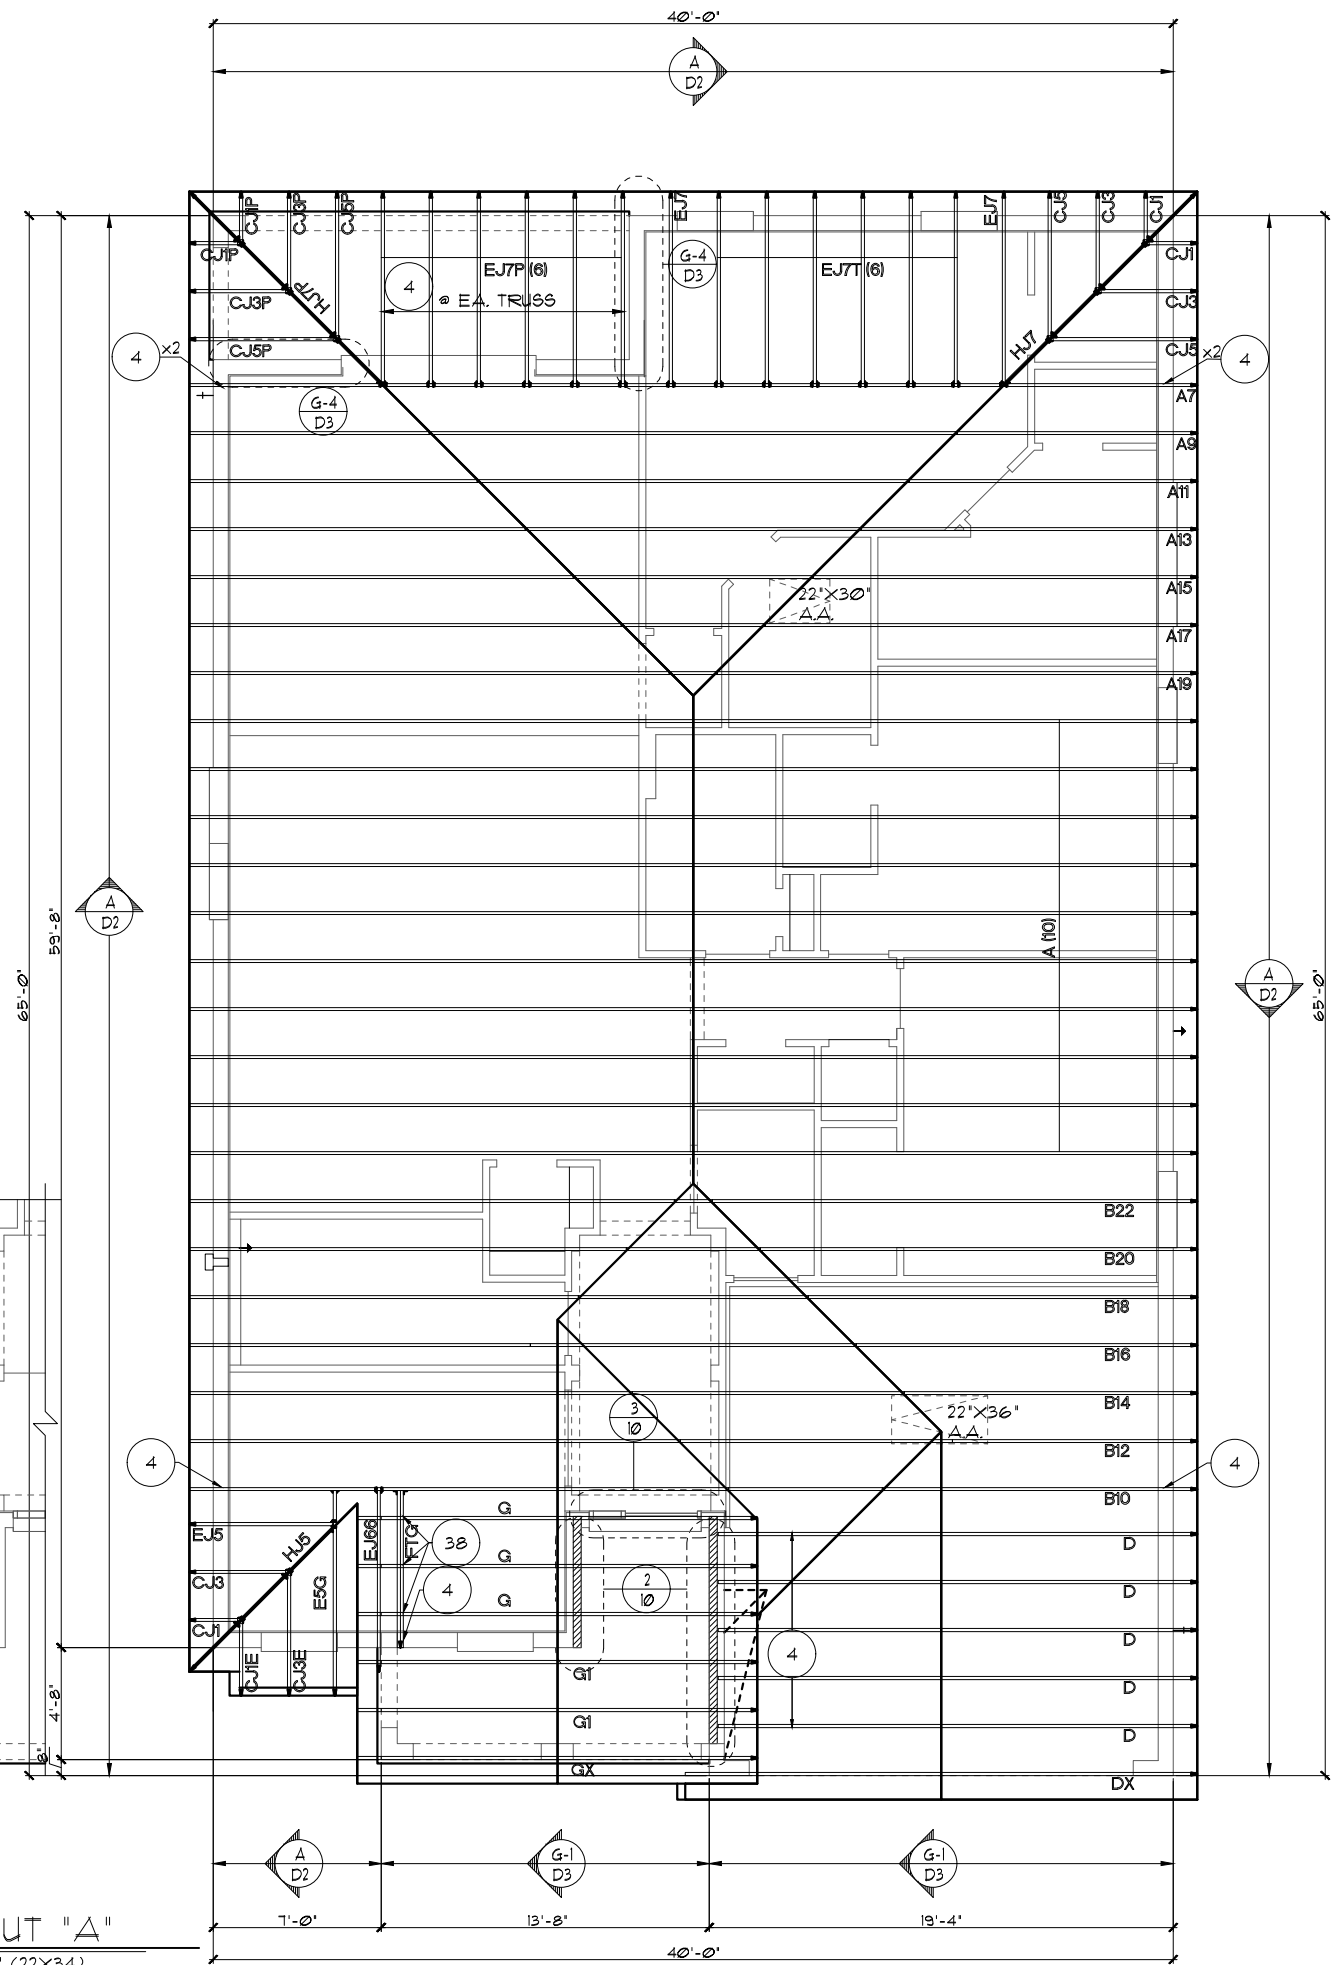 40'-0"
A
D2
CJ1P
CJ3P
CJ5P
EJ7
EJ7
CJ5
CJ3
CJ1
CJ1P
CJ3P
CJ5P
HJ7P
EJ7P (6)
4
@ EA. TRUSS
G-4
D3
EJ7T (6)
HJ7
CJ1
CJ3
CJ5
4
x2
x2
4
G-4
D3
A7
A9
A11
A13
22"X30"
A.A.
A15
A17
A19
A
D2
59'-8"
65'-0"
A (10)
A
D2
65'-0"
B22
B20
B18
B16
B14
22"X36"
A.A.
3
10
B12
4
4
B10
EJ5
HJ5
EJ66
FTG
38
4
G
G
G
CJ3
E5G
2
10
CJ1
CJ1E
CJ3E
4
G1
G1
GX
D
D
D
D
D
DX
4'-8"
8"
A
D2
G-1
D3
G-1
D3
7'-0"
13'-8"
19'-4"
40'-0"
UT "A"
(22X34)